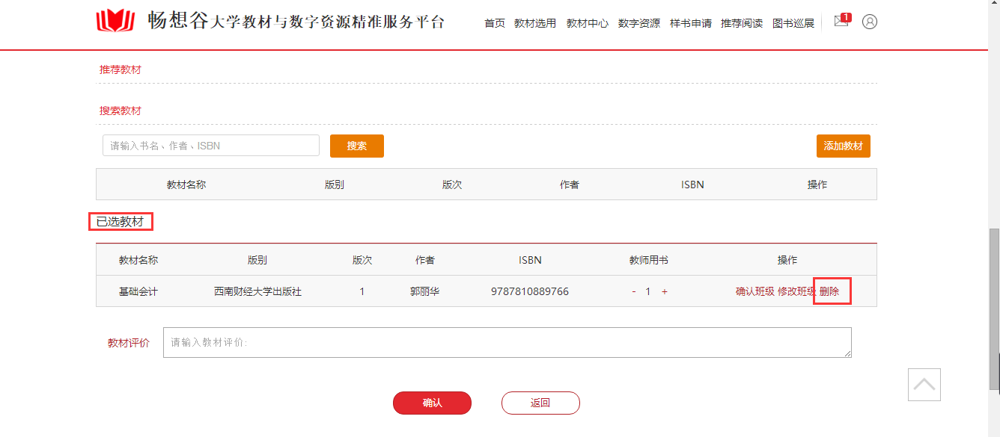 畅想谷大学教材与数字资源精准服务平台
首页 教材选用 教材中心 数字资源 样书申请 推荐阅读 图书巡展 1
推荐教材
搜索教材
请输入书名、作者、ISBN 搜索 添加教材
教材名称 版别 版次 作者 ISBN 操作
已选教材
教材名称 版别 版次 作者 ISBN 教师用书 操作
基础会计 西南财经大学出版社 1 郭丽华 9787810889766 - 1 + 确认班级 修改班级 删除
教材评价 请输入教材评价:
确认 返回